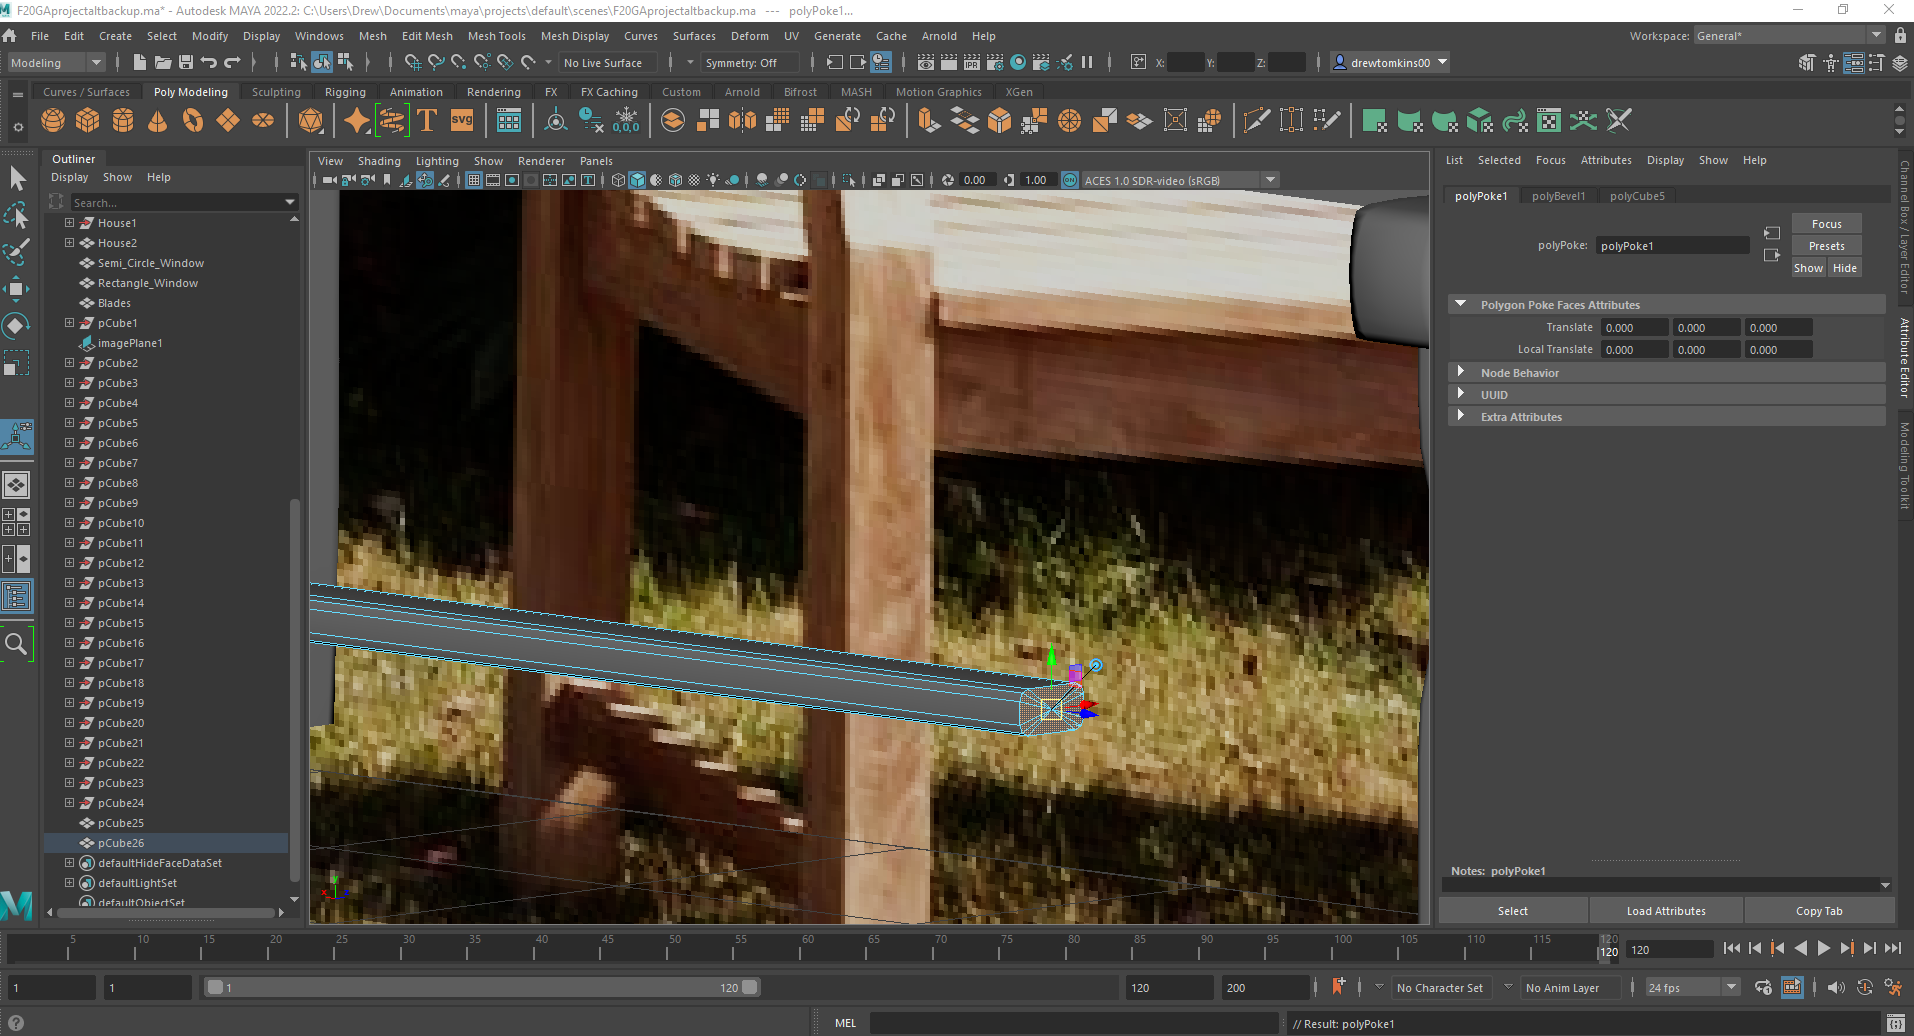 F20GAprojectaltbackup.ma* - Autodesk MAYA 2022.2: C:\Users\Drew\Documents\maya\projects\default\scenes\F20GAprojectaltbackup.ma --- polyPoke1...
File Edit Create Select Modify Display Windows Mesh Edit Mesh Mesh Tools Mesh Display Curves Surfaces Deform UV Generate Cache Arnold Help Workspace: General*
Modeling No Live Surface Symmetry: Off IPR X: Y: Z: drewtomkins00
Curves / Surfaces Poly Modeling Sculpting Rigging Animation Rendering FX FX Caching Custom Arnold Bifrost MASH Motion Graphics XGen
T svg 0,0,0
Outliner
Display Show Help
Search...
House1
House2
Semi_Circle_Window
Rectangle_Window
Blades
pCube1
imagePlane1
pCube2
pCube3
pCube4
pCube5
pCube6
pCube7
pCube8
pCube9
pCube10
pCube11
pCube12
pCube13
pCube14
pCube15
pCube16
pCube17
pCube18
pCube19
pCube20
pCube21
pCube22
pCube23
pCube24
pCube25
pCube26
defaultHideFaceDataSet
defaultLightSet
defaultObjectSet
View Shading Lighting Show Renderer Panels
0.00 1.00 ON ACES 1.0 SDR-video (sRGB)
y
x
List Selected Focus Attributes Display Show Help
polyPoke1 polyBevel1 polyCube5
polyPoke: polyPoke1
Focus
Presets
Show Hide
Polygon Poke Faces Attributes
Translate 0.000 0.000 0.000
Local Translate 0.000 0.000 0.000
Node Behavior
UUID
Extra Attributes
Notes: polyPoke1
Select Load Attributes Copy Tab
Channel Box / Layer Editor
Attribute Editor
Modeling Toolkit
5 10 15 20 25 30 35 40 45 50 55 60 65 70 75 80 85 90 95 100 105 110 115 120
120 120
1 1 1 120 120 200 No Character Set No Anim Layer 24 fps
MEL // Result: polyPoke1